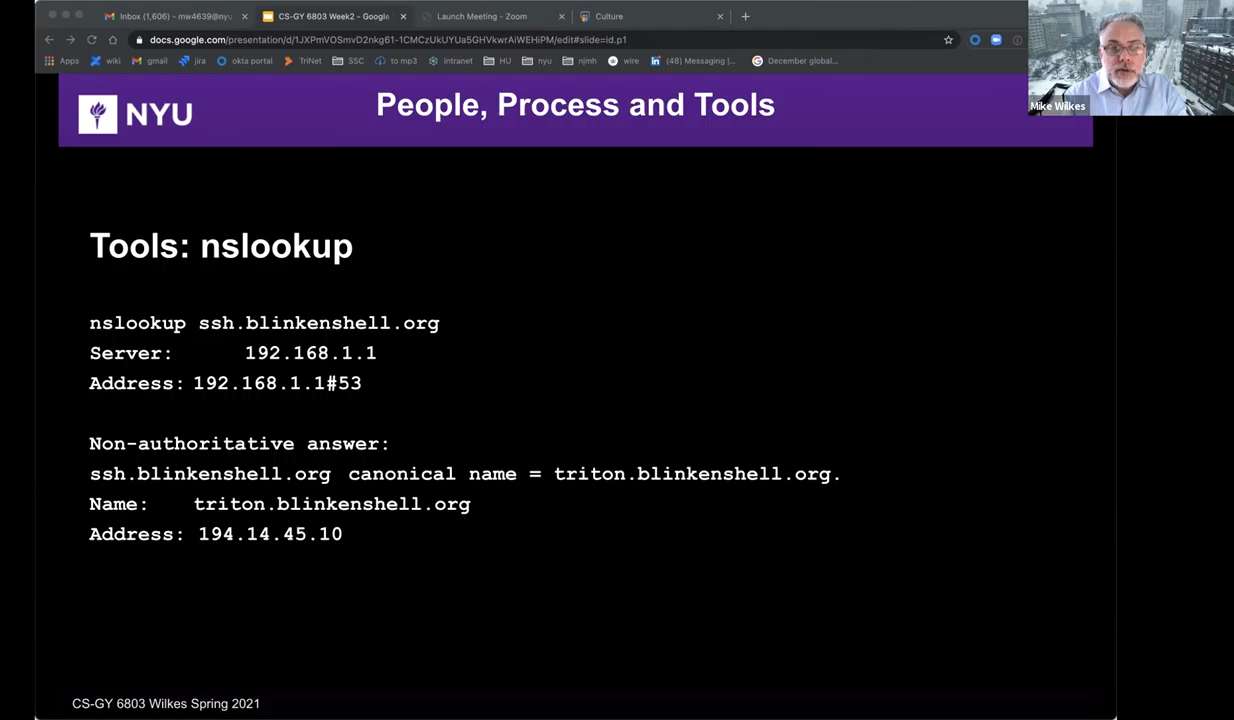 Inbox (1,606) - mw4639@nyu
CS-GY 6803 Week2 - Google
Launch Meeting - Zoom
Culture
docs.google.com/presentation/d/1JXPmVOSmvD2nkg61-1CMCzUkUYUa5GHVkwrAiWEHiPM/edit#slide=id.p1
Apps wiki gmail jira okta portal TriNet SSC to mp3 intranet HU nyu njmh wire (48) Messaging |... December global...
NYU
People, Process and Tools
Mike Wilkes
Tools: nslookup
nslookup ssh.blinkenshell.org
Server: 192.168.1.1
Address: 192.168.1.1#53
Non-authoritative answer:
ssh.blinkenshell.org canonical name = triton.blinkenshell.org.
Name: triton.blinkenshell.org
Address: 194.14.45.10
CS-GY 6803 Wilkes Spring 2021